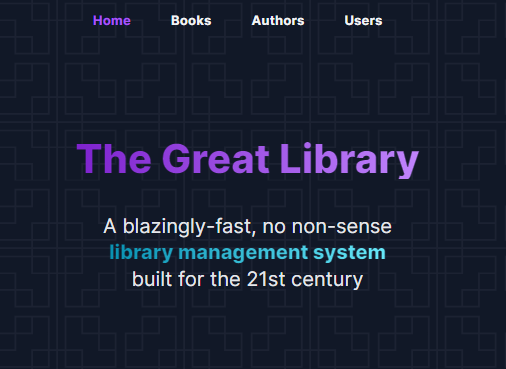 Home Books Authors Users
The Great Library
A blazingly-fast, no non-sense
library management system
built for the 21st century